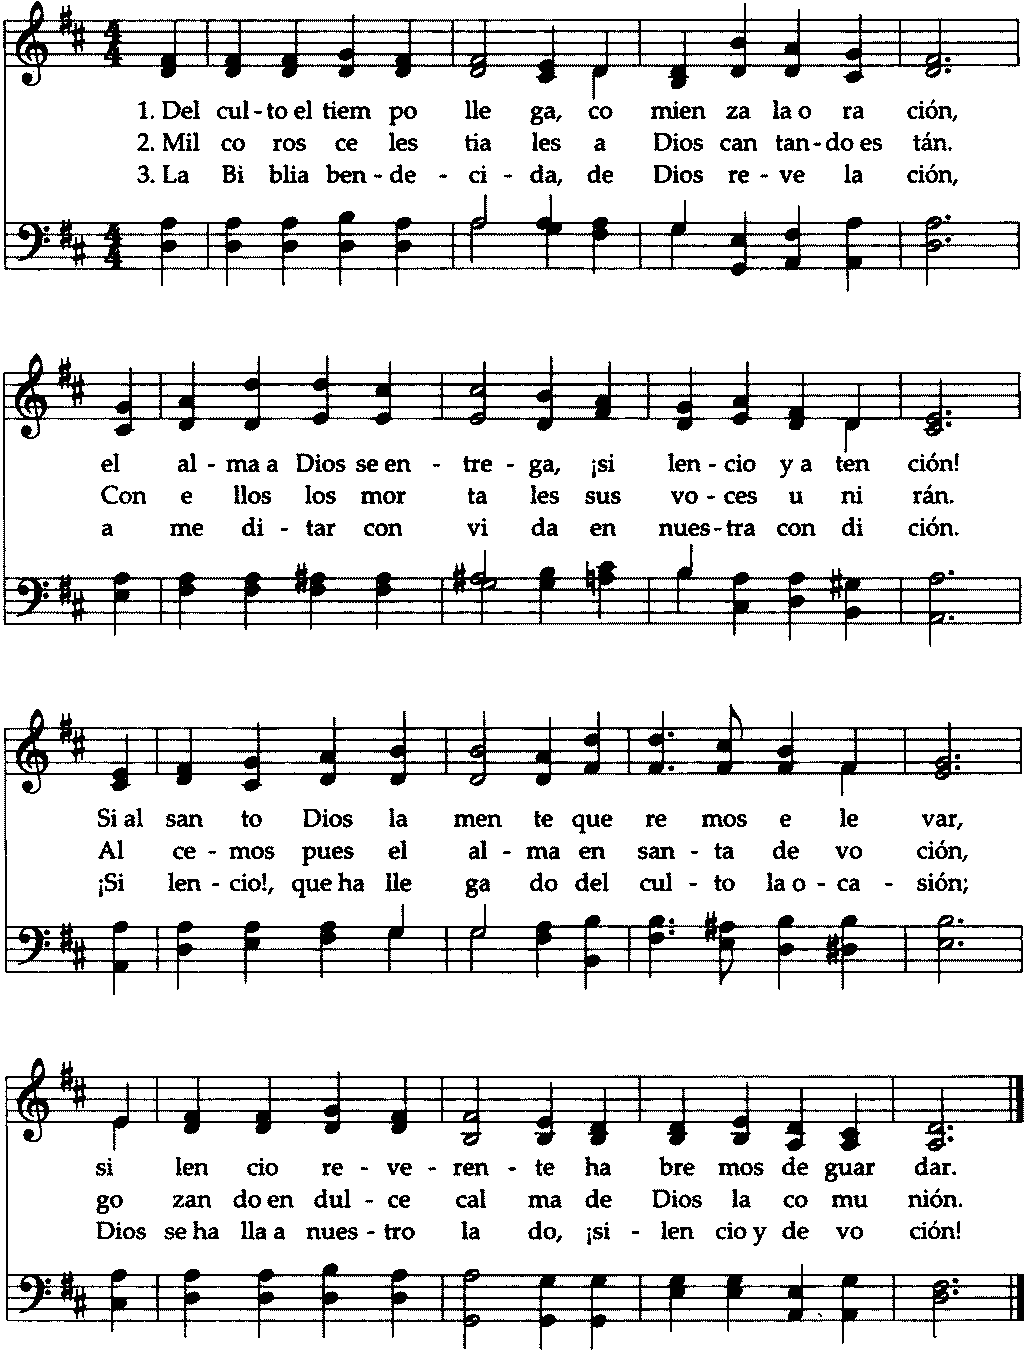 1. Del cul - to el tiem po lle ga, co mien za la o ra ción,
2. Mil co ros ce les tia les a Dios can tan - do es tán.
3. La Bi blia ben - de - ci - da, de Dios re - ve la ción,
el al - ma a Dios se en - tre - ga, ¡si len - cio y a ten ción!
Con e llos los mor ta les sus vo - ces u ni rán.
a me di - tar con vi da en nues - tra con di ción.
Si al san to Dios la men te que re mos e le var,
Al ce - mos pues el al - ma en san - ta de vo ción,
¡Si len - cio!, que ha lle ga do del cul - to la o - ca - sión;
si len cio re - ve - ren - te ha bre mos de guar dar.
go zan do en dul - ce cal ma de Dios la co mu nión.
Dios se ha lla a nues - tro la do, ¡si - len cio y de vo ción!